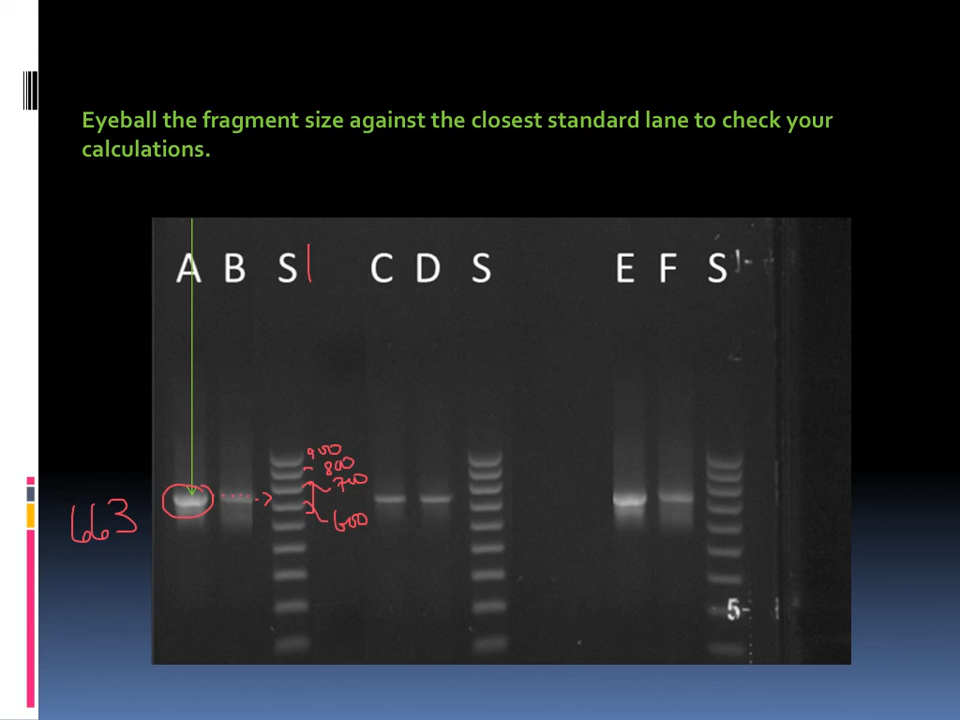 Eyeball the fragment size against the closest standard lane to check your
calculations.
A B S C D S E F S 1-
900
800
700
663
600
5-